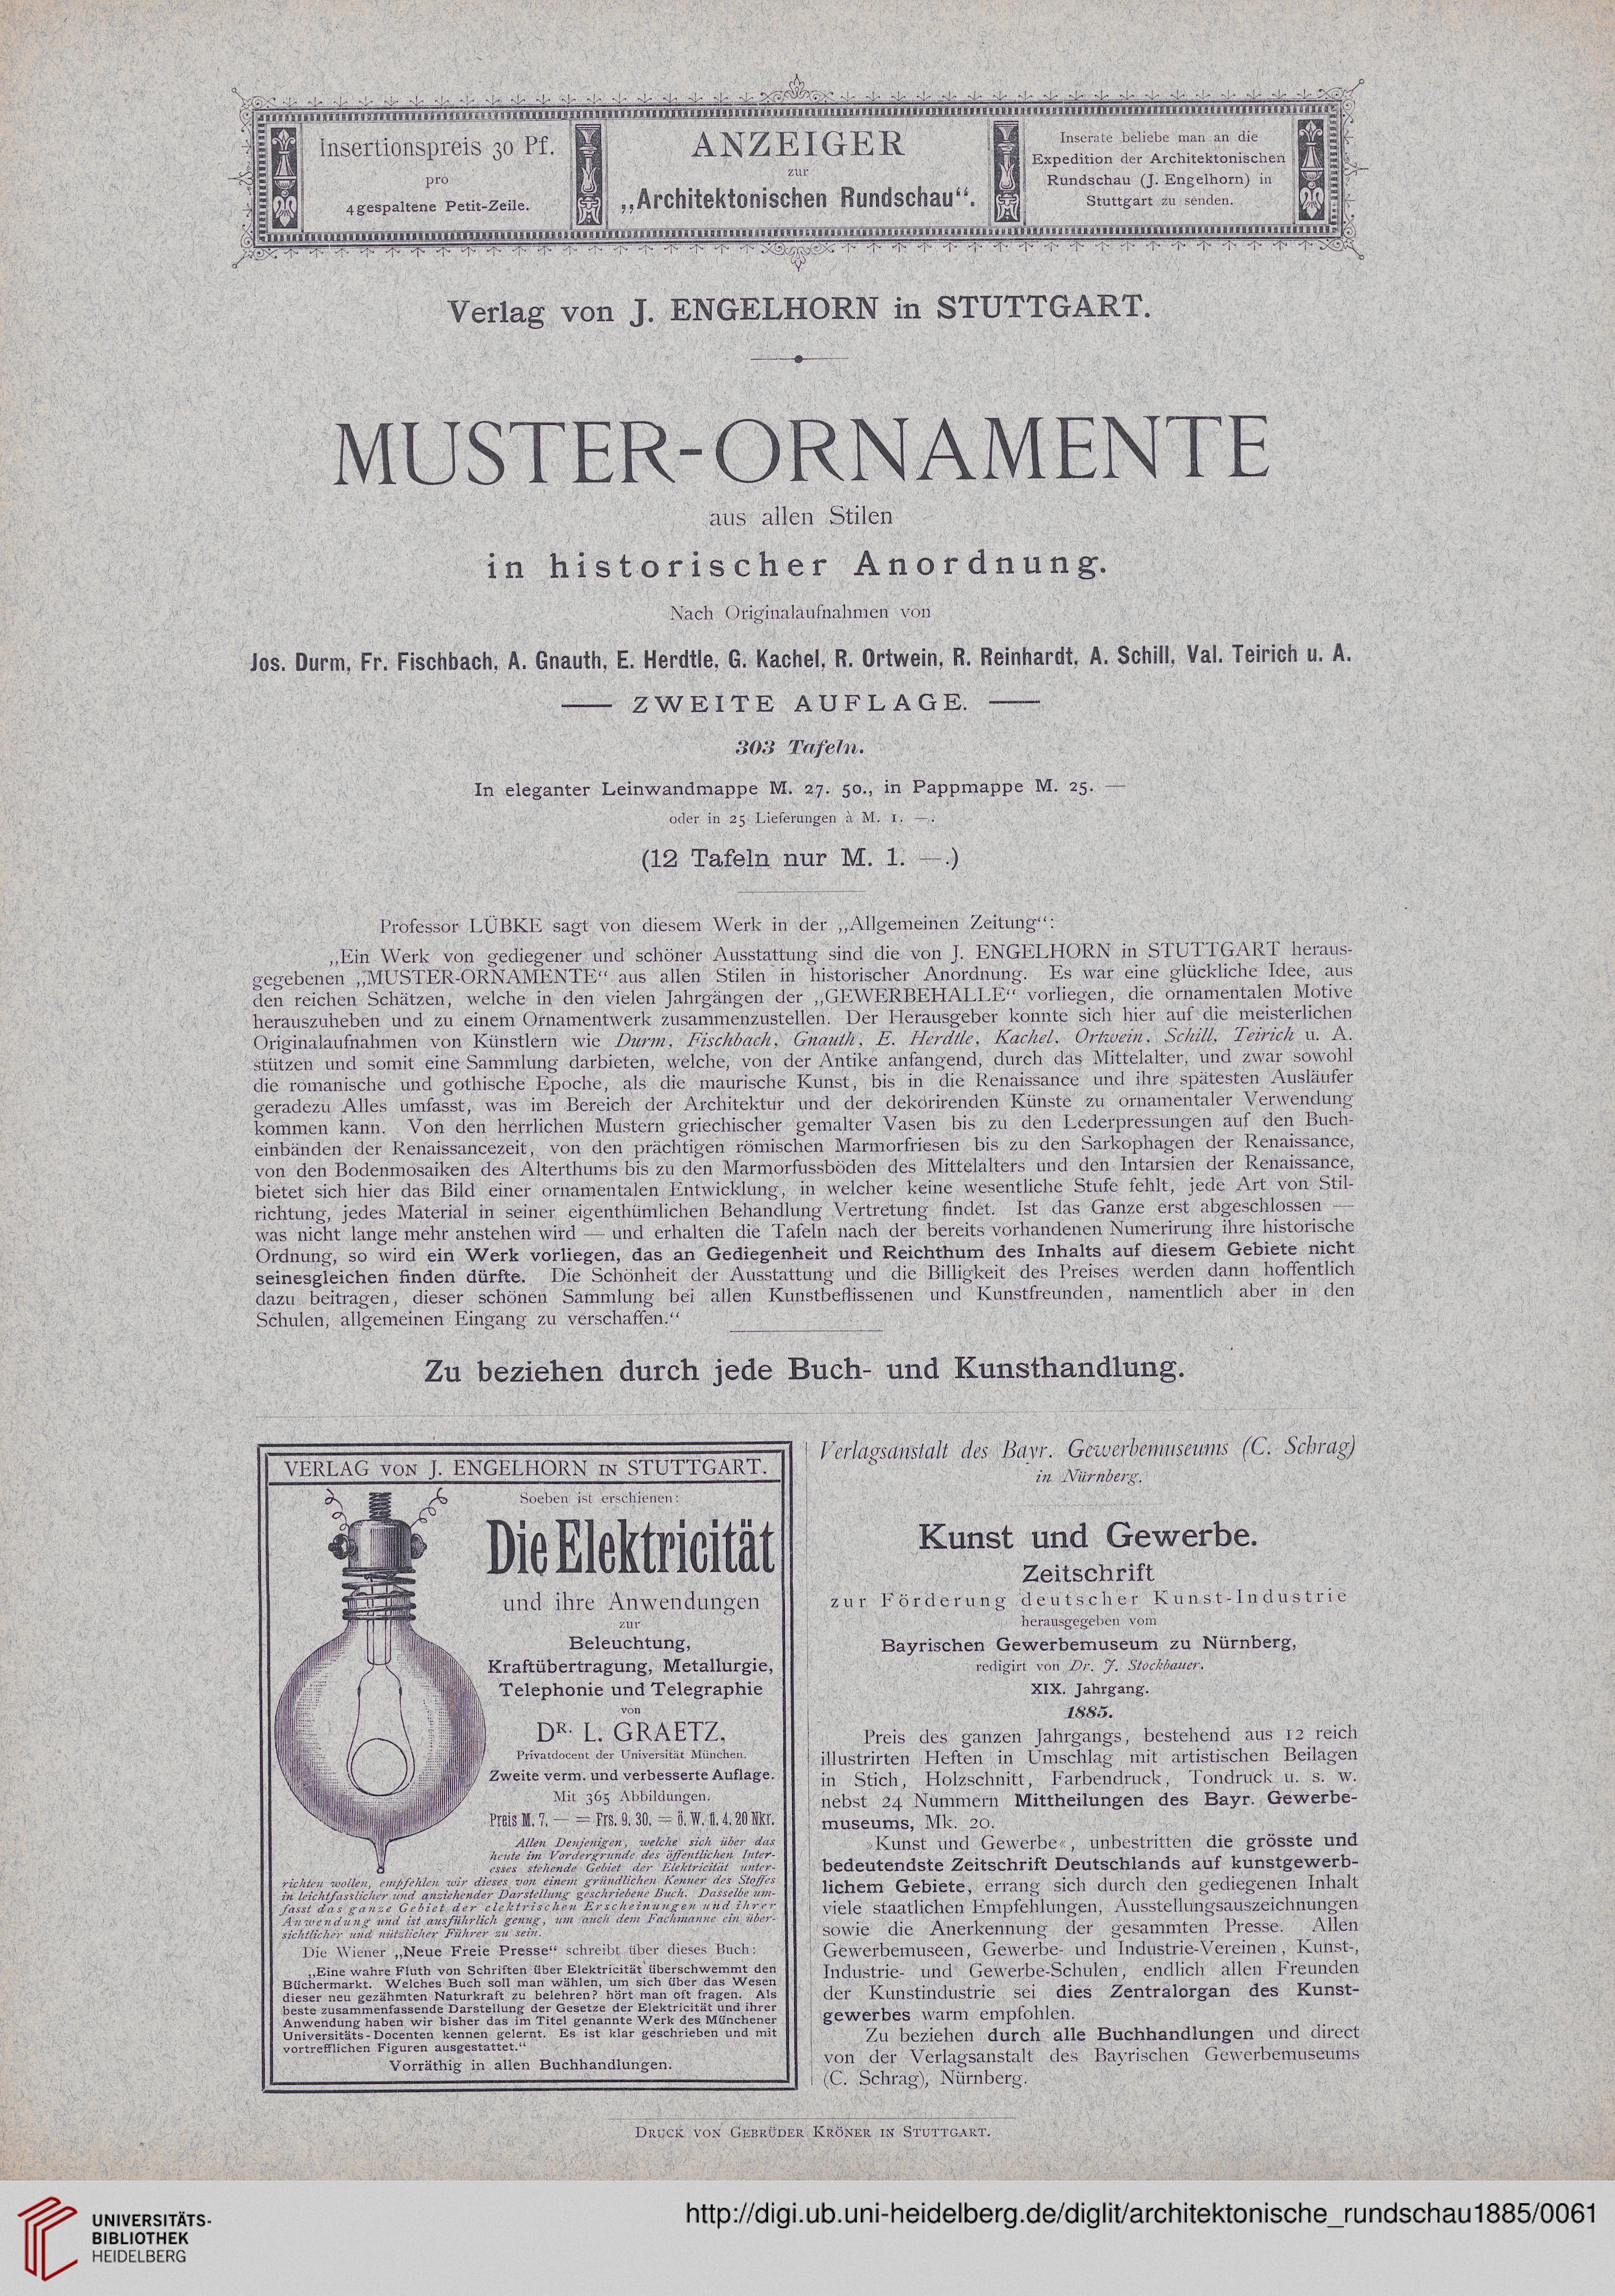 Insertionspreis 30 Pf.
pro
4gespaltene Petit-Zeile.
ANZEIGER
zur
„Architektonischen Rundschau“.
Inserate beliebe man an die
Expedition der Architektonischen
Rundschau (J. Engelhorn) in
Stuttgart zu senden.
Verlag von J. ENGELHORN in STUTTGART.
MUSTER-ORNAMENTE
aus allen Stilen
in historischer Anordnung.
Nach Originalaufnahmen von
Jos. Durm, Fr. Fischbach, A. Gnauth, E. Herdtle, G. Kachel, R. Ortwein, R. Reinhardt, A. Schill, Val. Teirich u. A.
— ZWEITE AUFLAGE. —
303 Tafeln.
In eleganter Leinwandmappe M. 27. 50., in Pappmappe M. 25. —
oder in 25 Lieferungen à M. 1. —.
(12 Tafeln nur M. 1. —.)
Professor LÜBKE sagt von diesem Werk in der „Allgemeinen Zeitung“:
„Ein Werk von gediegener und schöner Ausstattung sind die von J. ENGELHORN in STUTTGART heraus-
gegebenen „MUSTER-ORNAMENTE“ aus allen Stilen in historischer Anordnung. Es war eine glückliche Idee, aus
den reichen Schätzen, welche in den vielen Jahrgängen der „GEWERBEHALLE“ vorliegen, die ornamentalen Motive
herauszuheben und zu einem Ornamentwerk zusammenzustellen. Der Herausgeber konnte sich hier auf die meisterlichen
Originalaufnahmen von Künstlern wie Durm, Fischbach, Gnauth, E. Herdtle, Kachel, Ortwein, Schill, Teirich u. A.
stützen und somit eine Sammlung darbieten, welche, von der Antike anfangend, durch das Mittelalter, und zwar sowohl
die romanische und gothische Epoche, als die maurische Kunst, bis in die Renaissance und ihre spätesten Ausläufer
geradezu Alles umfasst, was im Bereich der Architektur und der dekorirenden Künste zu ornamentaler Verwendung
kommen kann. Von den herrlichen Mustern griechischer gemalter Vasen bis zu den Lederpressungen auf den Buch-
einbänden der Renaissancezeit, von den prächtigen römischen Marmorfriesen bis zu den Sarkophagen der Renaissance,
von den Bodenmosaiken des Alterthums bis zu den Marmorfussböden des Mittelalters und den Intarsien der Renaissance,
bietet sich hier das Bild einer ornamentalen Entwicklung, in welcher keine wesentliche Stufe fehlt, jede Art von Stil-
richtung, jedes Material in seiner eigenthümlichen Behandlung Vertretung findet. Ist das Ganze erst abgeschlossen —
was nicht lange mehr anstehen wird — und erhalten die Tafeln nach der bereits vorhandenen Numerirung ihre historische
Ordnung, so wird ein Werk vorliegen, das an Gediegenheit und Reichthum des Inhalts auf diesem Gebiete nicht
seinesgleichen finden dürfte. Die Schönheit der Ausstattung und die Billigkeit des Preises werden dann hoffentlich
dazu beitragen, dieser schönen Sammlung bei allen Kunstbeflissenen und Kunstfreunden, namentlich aber in den
Schulen, allgemeinen Eingang zu verschaffen.“
Zu beziehen durch jede Buch- und Kunsthandlung.
VERLAG VON J. ENGELHORN IN STUTTGART.
Soeben ist erschienen:
Die Elektricität
und ihre Anwendungen
zur
Beleuchtung,
Kraftübertragung, Metallurgie,
Telephonie und Telegraphie
von
DR. L. GRAETZ,
Privatdocent der Universität München.
Zweite verm. und verbesserte Auflage.
Mit 365 Abbildungen.
Preis M. 7. — = Frs. 9. 30. = ö. W. fl. 4. 20 Nkr.
Allen Denjenigen, welche sich über das
heute im Vordergrunde des öffentlichen Inter-
esses stehende Gebiet der Elektricität unter-
richten wollen, empfehlen wir dieses von einem gründlichen Kenner des Stoffes
in leichtfasslicher und anziehender Darstellung geschriebene Buch. Dasselbe um-
fasst das ganze Gebiet der elektrischen Erscheinungen und ihrer
Anwendung und ist ausführlich genug, um auch dem Fachmanne ein über-
sichtlicher und nützlicher Führer zu sein.
Die Wiener „Neue Freie Presse“ schreibt über dieses Buch:
„Eine wahre Fluth von Schriften über Elektricität überschwemmt den
Büchermarkt. Welches Buch soll man wählen, um sich über das Wesen
dieser neu gezähmten Naturkraft zu belehren? hört man oft fragen. Als
beste zusammenfassende Darstellung der Gesetze der Elektricität und ihrer
Anwendung haben wir bisher das im Titel genannte Werk des Münchener
Universitäts-Docenten kennen gelernt. Es ist klar geschrieben und mit
vortrefflichen Figuren ausgestattet.“
Vorräthig in allen Buchhandlungen.
Verlagsanstalt des Bayr. Gewerbemuseums (C. Schrag)
in Nürnberg.
Kunst und Gewerbe.
Zeitschrift
zur Förderung deutscher Kunst-Industrie
herausgegeben vom
Bayrischen Gewerbemuseum zu Nürnberg,
redigirt von Dr. J. Stockbauer.
XIX. Jahrgang.
1885.
Preis des ganzen Jahrgangs, bestehend aus 12 reich
illustrirten Heften in Umschlag mit artistischen Beilagen
in Stich, Holzschnitt, Farbendruck, Tondruck u. s. w.
nebst 24 Nummern Mittheilungen des Bayr. Gewerbe-
museums, Mk. 20.
»Kunst und Gewerbe«, unbestritten die grösste und
bedeutendste Zeitschrift Deutschlands auf kunstgewerb-
lichem Gebiete, errang sich durch den gediegenen Inhalt
viele staatlichen Empfehlungen, Ausstellungsauszeichnungen
sowie die Anerkennung der gesammten Presse. Allen
Gewerbemuseen, Gewerbe- und Industrie-Vereinen, Kunst-,
Industrie- und Gewerbe-Schulen, endlich allen Freunden
der Kunstindustrie sei dies Zentralorgan des Kunst-
gewerbes warm empfohlen.
Zu beziehen durch alle Buchhandlungen und direct
von der Verlagsanstalt des Bayrischen Gewerbemuseums
(C. Schrag), Nürnberg.
DRUCK VON GEBRÜDER KRÖNER IN STUTTGART.
UNIVERSITÄTS-
BIBLIOTHEK
HEIDELBERG
http://digi.ub.uni-heidelberg.de/diglit/architektonische_rundschau1885/0061